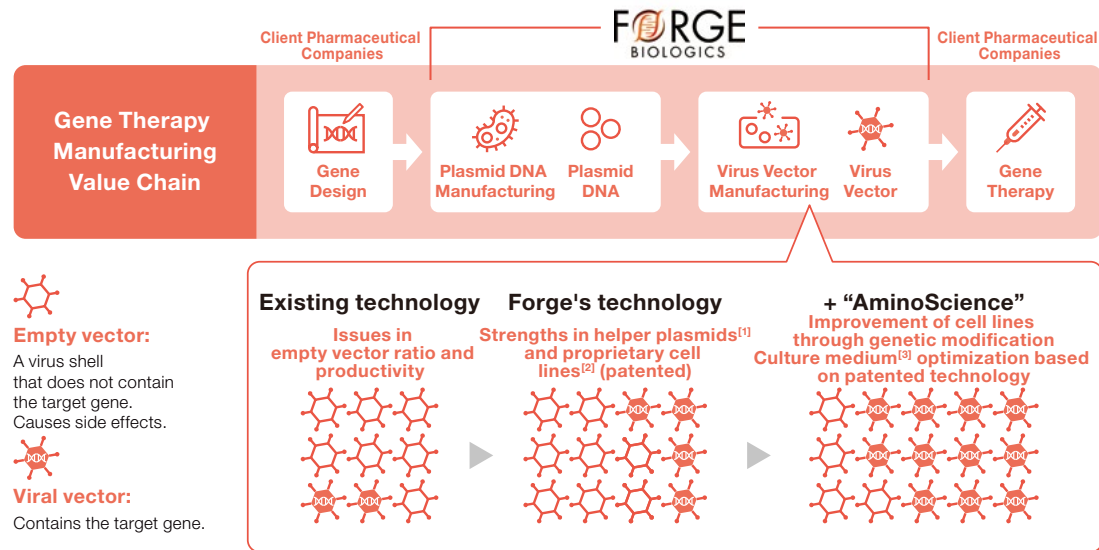 FORGE
BIOLOGICS
Client Pharmaceutical
Companies
Client Pharmaceutical
Companies
Gene Therapy
Manufacturing
Value Chain
Gene
Design
Plasmid DNA
Manufacturing
Plasmid
DNA
Virus Vector
Manufacturing
Virus
Vector
Gene
Therapy
Empty vector:
A virus shell
that does not contain
the target gene.
Causes side effects.
Viral vector:
Contains the target gene.
Existing technology
Issues in
empty vector ratio and
productivity
Forge's technology
Strengths in helper plasmids[1]
and proprietary cell
lines[2] (patented)
+ “AminoScience”
Improvement of cell lines
through genetic modification
Culture medium[3] optimization based
on patented technology